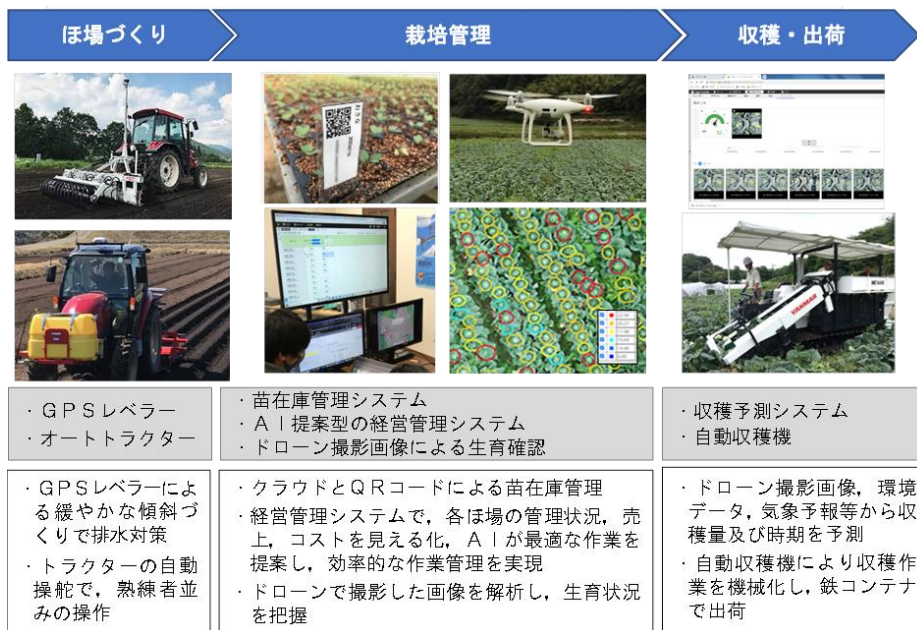 ほ場づくり
栽培管理
収穫・出荷
YANMAR
・ＧＰＳレベラー
・オートトラクター
・苗在庫管理システム
・ＡＩ提案型の経営管理システム
・ドローン撮影画像による生育確認
・収穫予測システム
・自動収穫機
・GPSレベラーによ
る緩やかな傾斜づ
くりで排水対策
・トラクターの自動
操舵で，熟練者並
みの操作
・クラウドとＱＲコードによる苗在庫管理
・経営管理システムで，各ほ場の管理状況，売
上，コストを見える化，ＡＩが最適な作業を
提案し，効率的な作業管理を実現
・ドローンで撮影した画像を解析し，生育状況
を把握
・ドローン撮影画像，環境
データ，気象予報等から収
穫量及び時期を予測
・自動収穫機により収穫作
業を機械化し，鉄コンテナ
で出荷